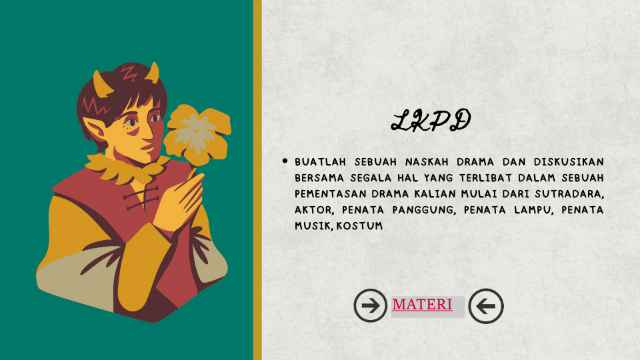 LKPD
• BUATLAH SEBUAH NASKAH DRAMA DAN DISKUSIKAN
BERSAMA SEGALA HAL YANG TERLIBAT DALAM SEBUAH
PEMENTASAN DRAMA KALIAN MULAI DARI SUTRADARA,
AKTOR, PENATA PANGGUNG, PENATA LAMPU, PENATA
MUSIK, KOSTUM
MATERI